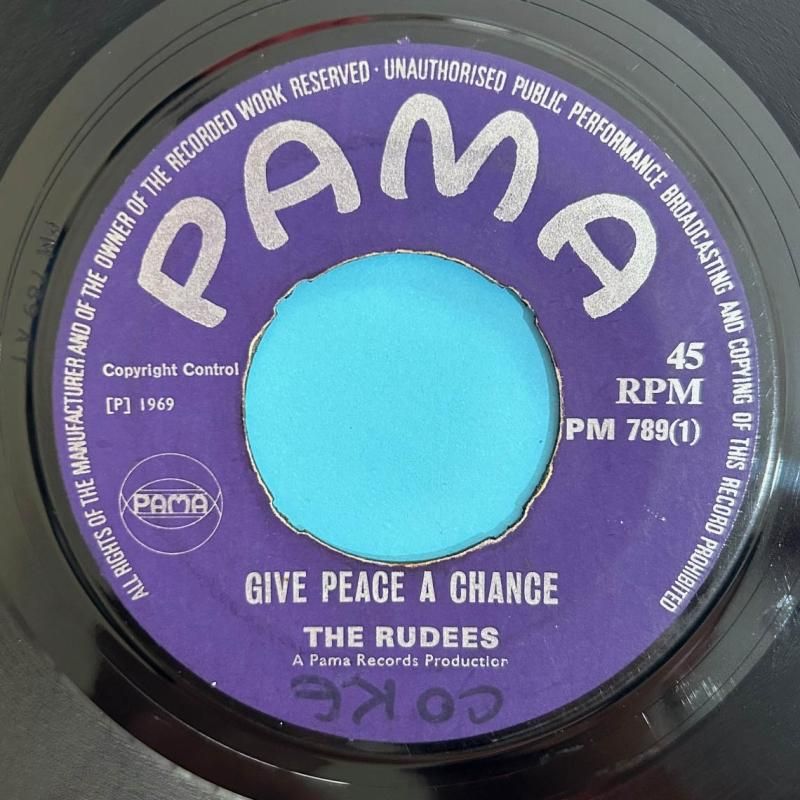 ALL RIGHTS OF THE MANUFACTURER AND OF THE OWNER OF THE RECORDED WORK RESERVED · UNAUTHORISED PUBLIC PERFORMANCE BROADCASTING AND COPYING OF THIS RECORD PROHIBITED
PAMA
Copyright Control
[P] 1969
45
RPM
PM 789(1)
PAMA
GIVE PEACE A CHANCE
THE RUDEES
A Pama Records Production